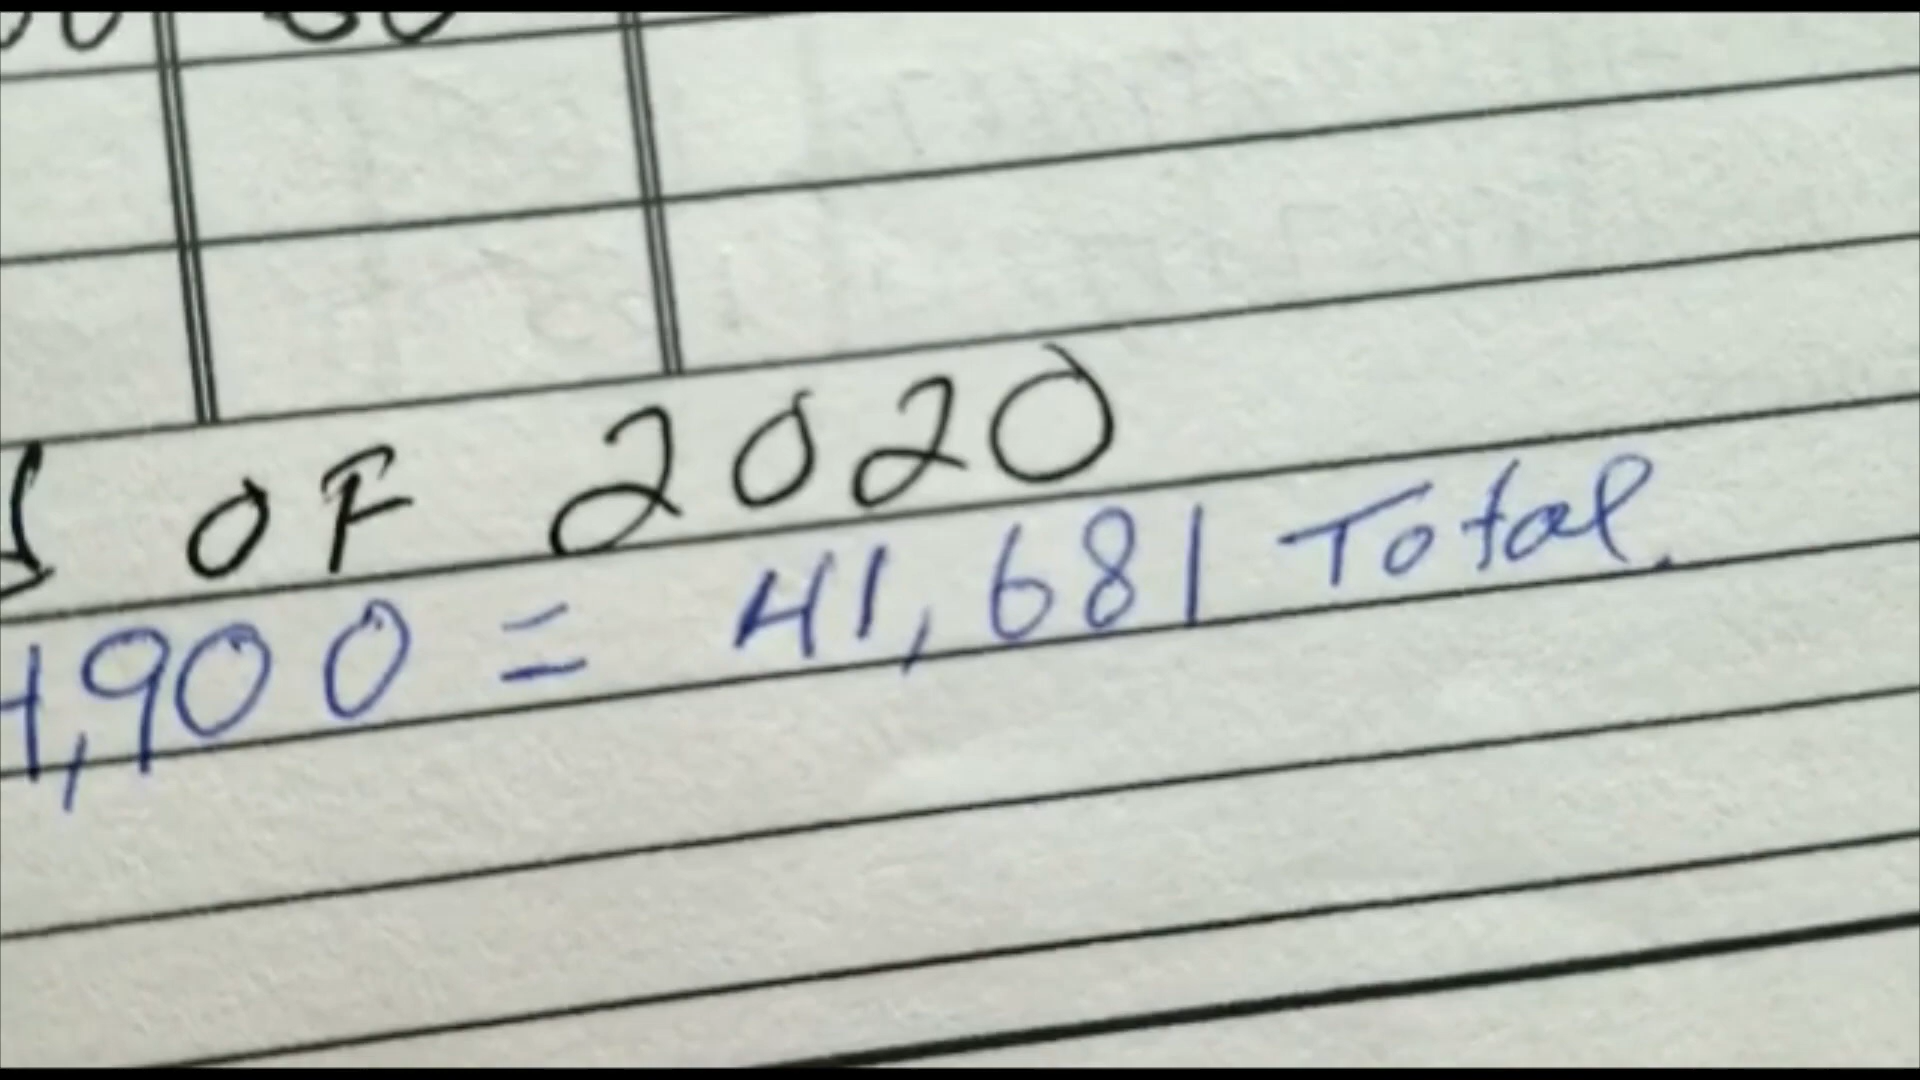 OF 2020
,900 = 41,681 Total.